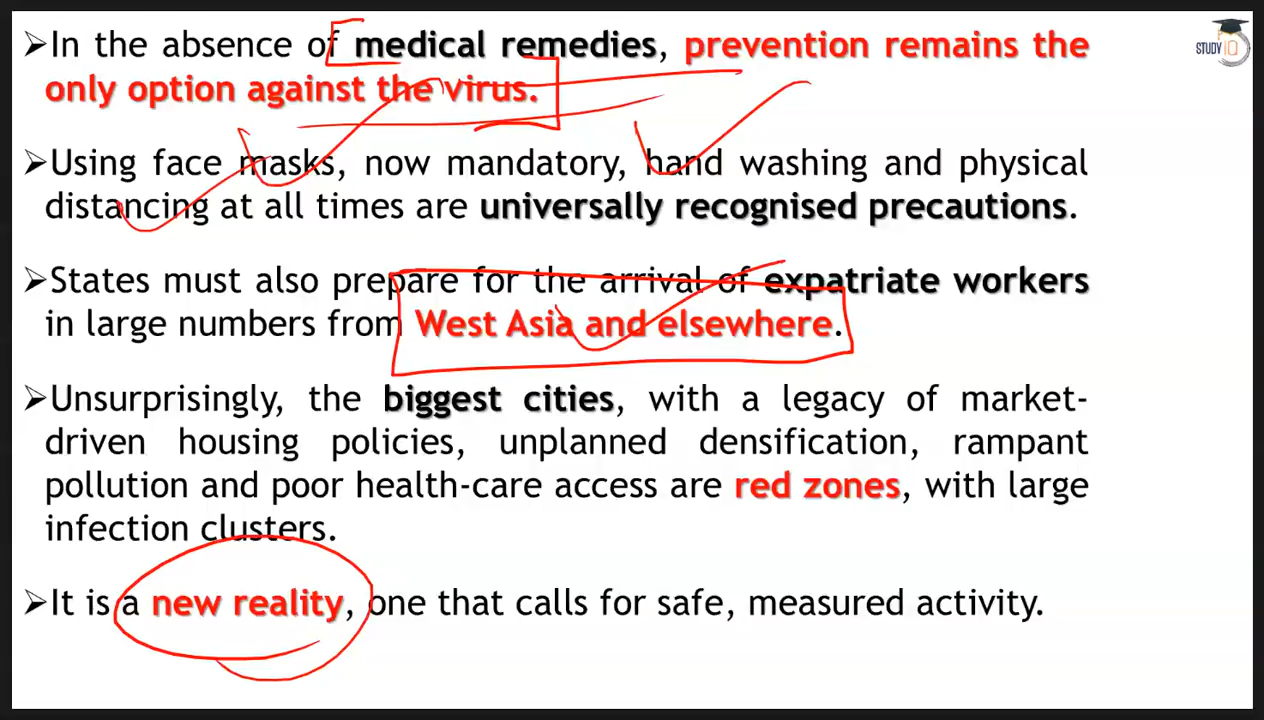 ➢In the absence of medical remedies, prevention remains the
only option against the virus.
➢Using face masks, now mandatory, hand washing and physical
distancing at all times are universally recognised precautions.
➢States must also prepare for the arrival of expatriate workers
in large numbers from West Asia and elsewhere.
➢Unsurprisingly, the biggest cities, with a legacy of market-
driven housing policies, unplanned densification, rampant
pollution and poor health-care access are red zones, with large
infection clusters.
➢It is a new reality, one that calls for safe, measured activity.
STUDY IQ